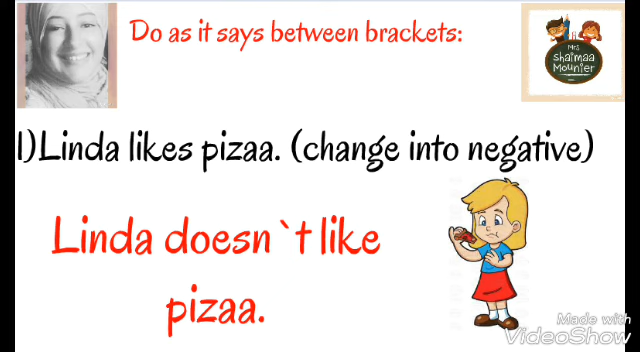 Do as it says between brackets:
Mrs
Shaimaa
Mounier
1)Linda likes pizaa. (change into negative)
Linda doesn`t like
pizaa.
Made with
VideoShow